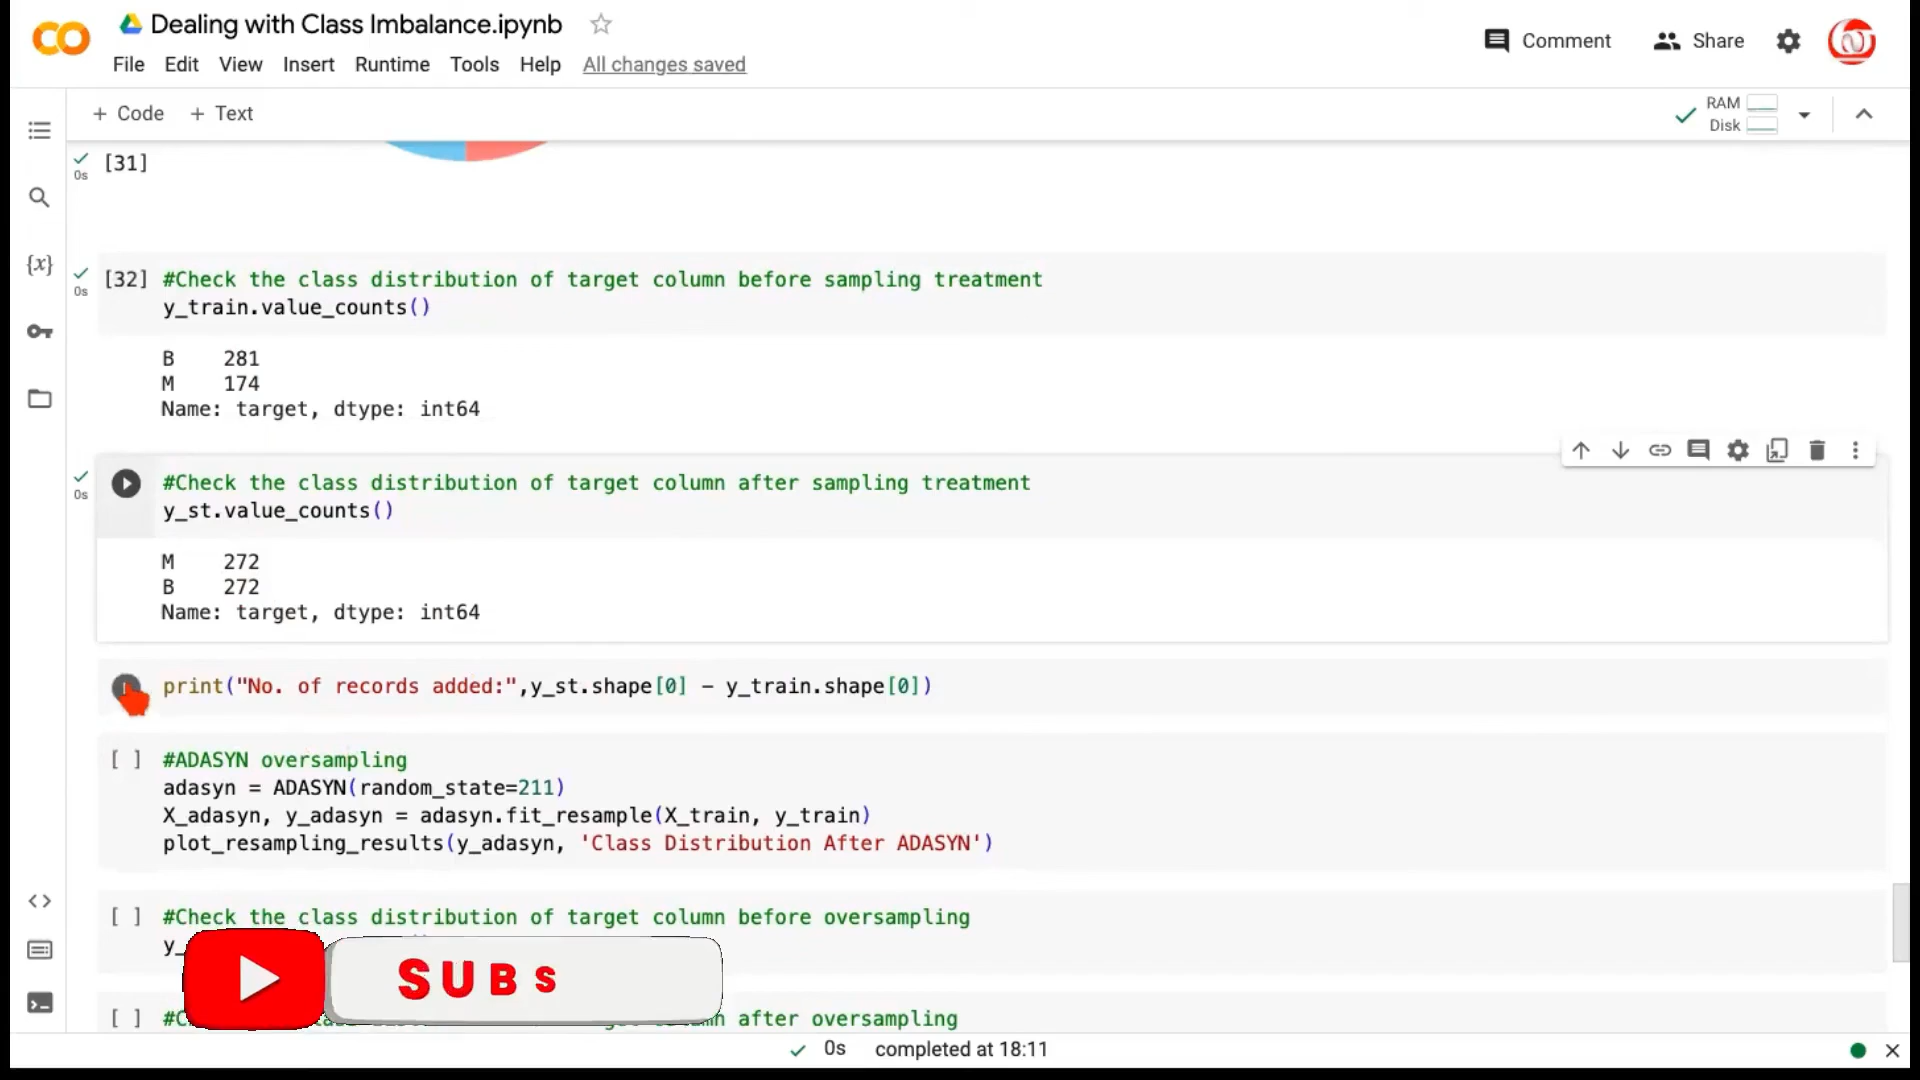 CO Dealing with Class Imbalance.ipynb
Comment Share
File Edit View Insert Runtime Tools Help All changes saved
+ Code + Text
RAM
Disk
0s [31]
{x}
0s [32] #Check the class distribution of target column before sampling treatment
y_train.value_counts()
B 281
M 174
Name: target, dtype: int64
0s #Check the class distribution of target column after sampling treatment
y_st.value_counts()
M 272
B 272
Name: target, dtype: int64
print("No. of records added:",y_st.shape[0] - y_train.shape[0])
[ ] #ADASYN oversampling
adasyn = ADASYN(random_state=211)
X_adasyn, y_adasyn = adasyn.fit_resample(X_train, y_train)
plot_resampling_results(y_adasyn, 'Class Distribution After ADASYN')
[ ] #Check the class distribution of target column before oversampling
y_
SUBS
[ ] #C after oversampling
0s completed at 18:11